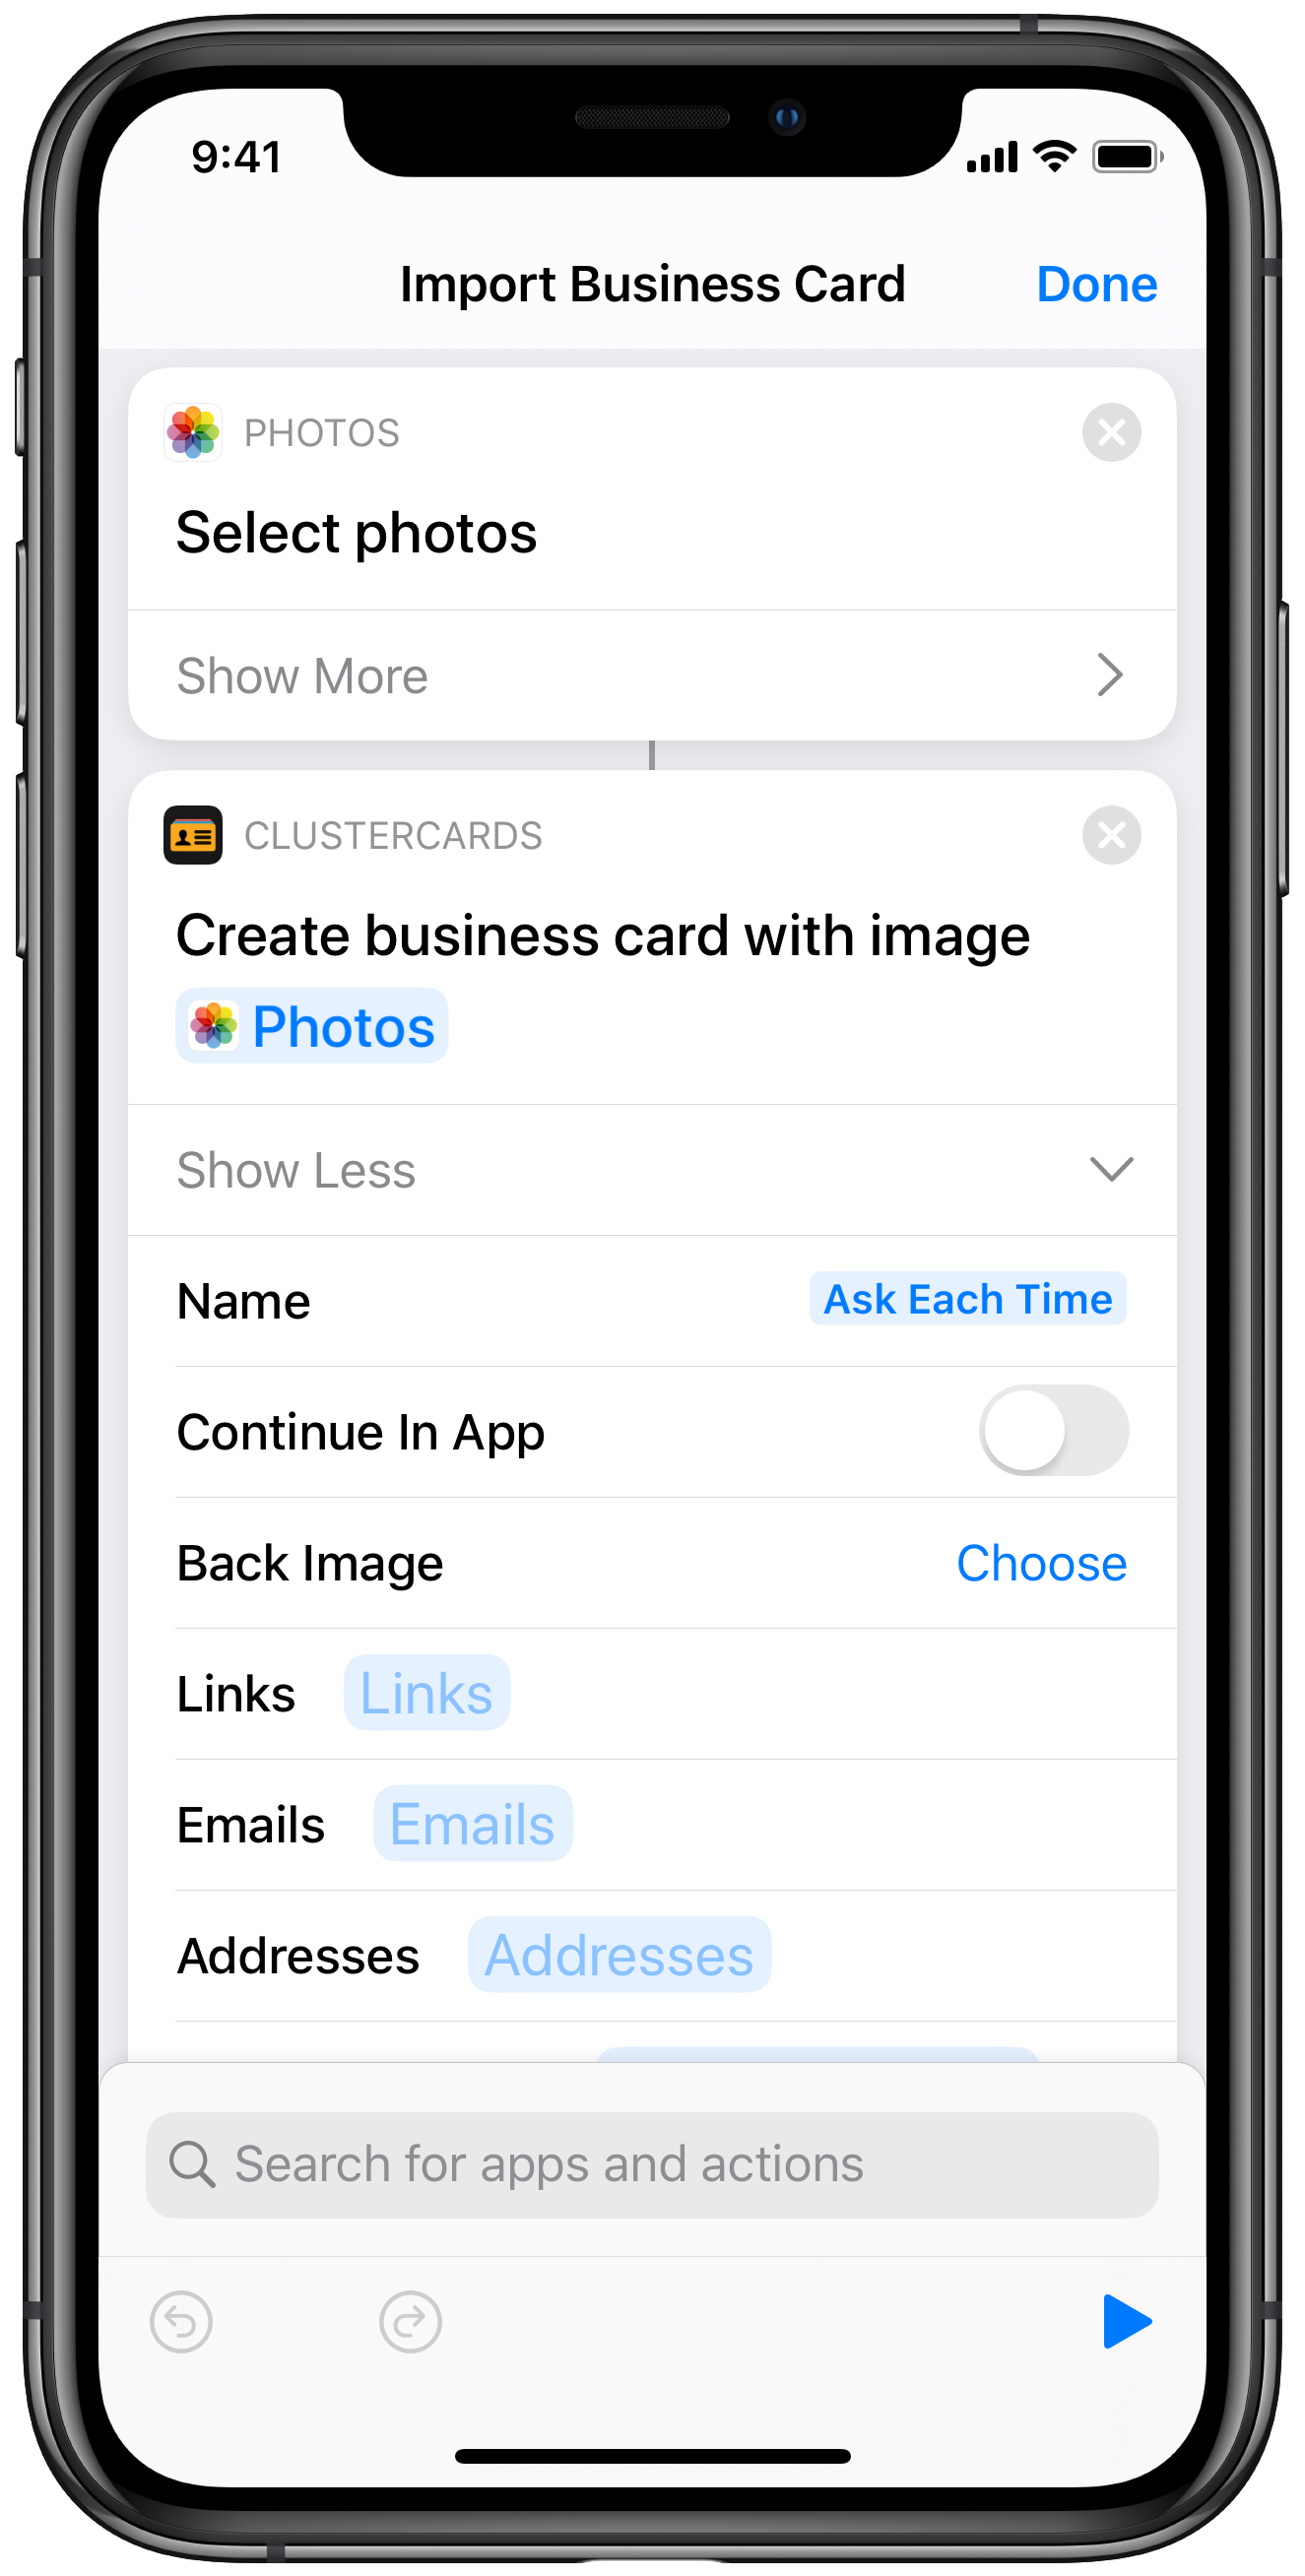 9:41
Import Business Card Done
PHOTOS
Select photos
Show More
CLUSTERCARDS
Create business card with image
Photos
Show Less
Name Ask Each Time
Continue In App
Back Image Choose
Links Links
Emails Emails
Addresses Addresses
Search for apps and actions